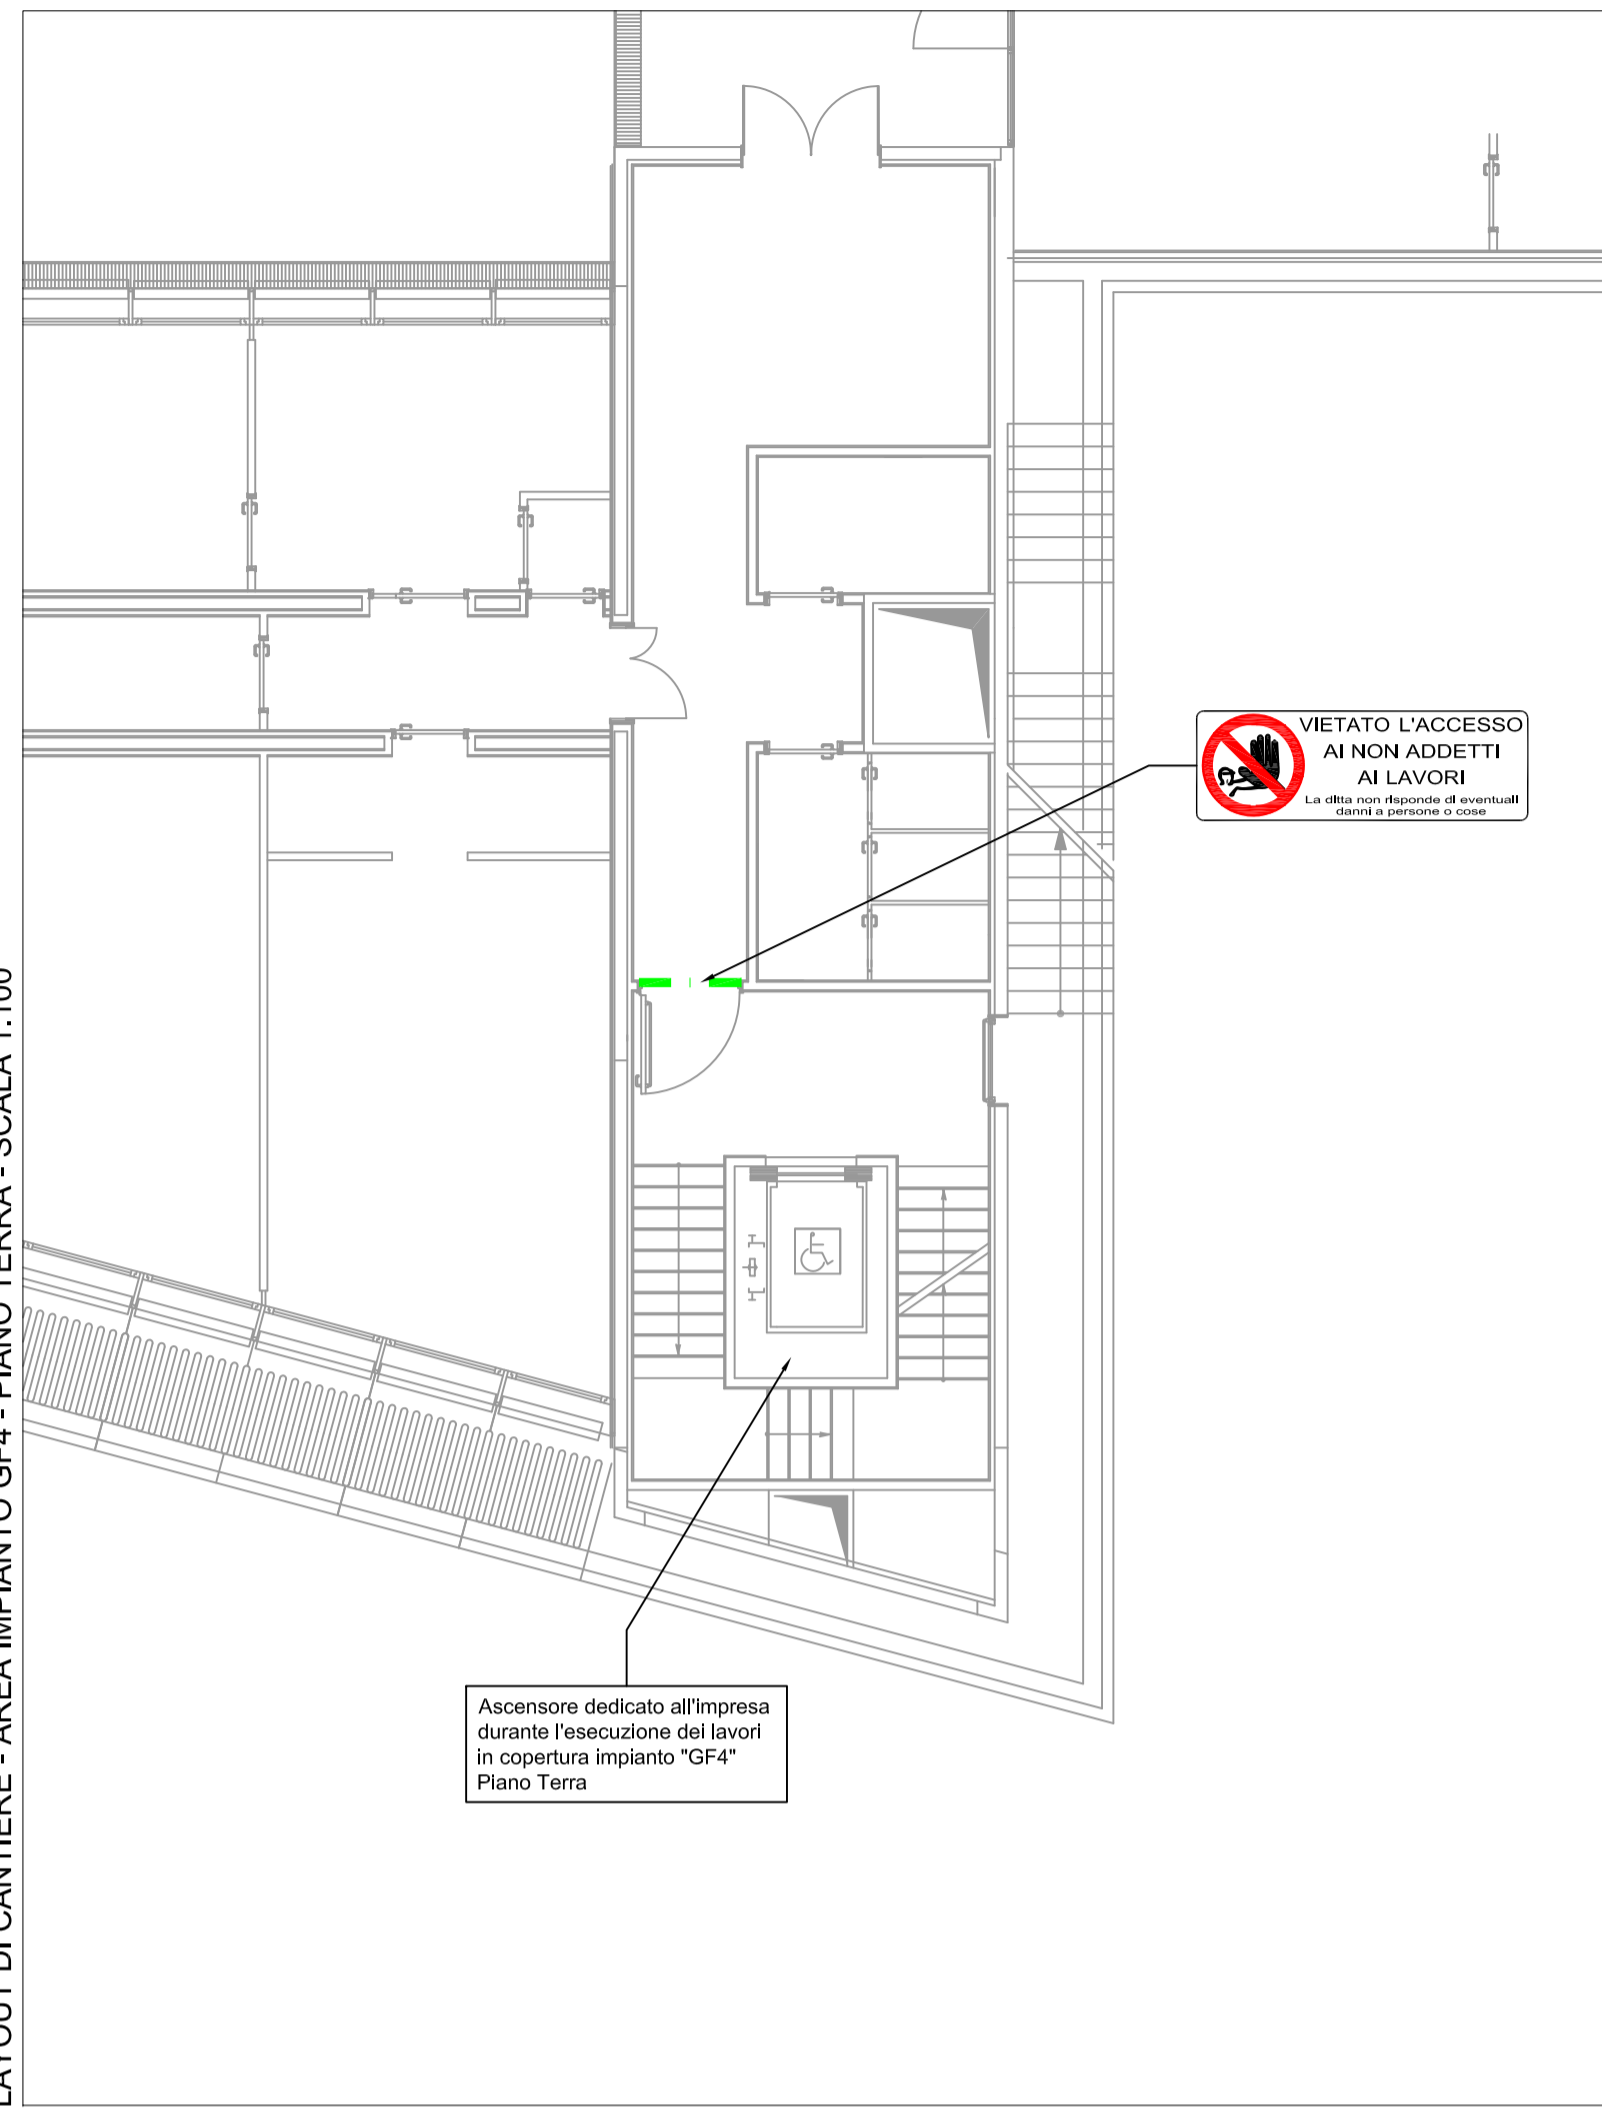 LAYOUT DI CANTIERE - AREA IMPIANTO GF4 - PIANO TERRA - SCALA 1:100
VIETATO L'ACCESSO
AI NON ADDETTI
AI LAVORI
La ditta non risponde di eventuali
danni a persone o cose
Ascensore dedicato all'impresa
durante l'esecuzione dei lavori
in copertura impianto "GF4"
Piano Terra